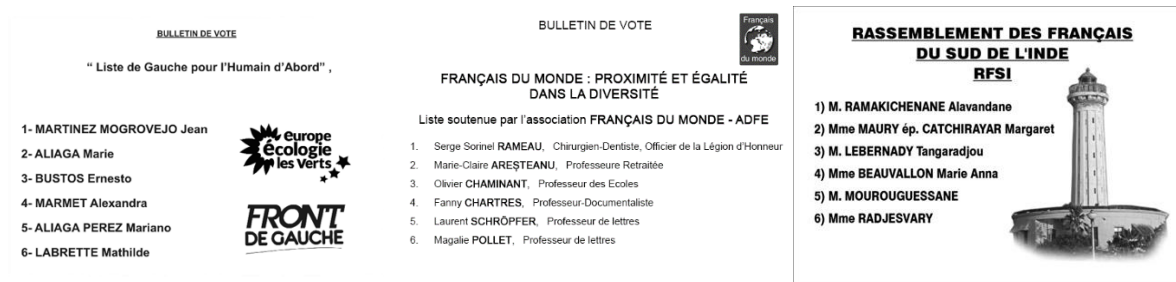 BULLETIN DE VOTE
“ Liste de Gauche pour l’Humain d’Abord” ,
1- MARTINEZ MOGROVEJO Jean
2- ALIAGA Marie
3- BUSTOS Ernesto
4- MARMET Alexandra
5- ALIAGA PEREZ Mariano
6- LABRETTE Mathilde
europe
écologie
les Verts
FRONT
DE GAUCHE
BULLETIN DE VOTE
Français
du monde
FRANÇAIS DU MONDE : PROXIMITÉ ET ÉGALITÉ
DANS LA DIVERSITÉ
Liste soutenue par l’association FRANÇAIS DU MONDE - ADFE
1. Serge Sorinel RAMEAU, Chirurgien-Dentiste, Officier de la Légion d’Honneur
2. Marie-Claire AREŞTEANU, Professeure Retraitée
3. Olivier CHAMINANT, Professeur des Ecoles
4. Fanny CHARTRES, Professeur-Documentaliste
5. Laurent SCHRÖPFER, Professeur de lettres
6. Magalie POLLET, Professeur de lettres
RASSEMBLEMENT DES FRANÇAIS
DU SUD DE L'INDE
RFSI
1) M. RAMAKICHENANE Alavandane
2) Mme MAURY ép. CATCHIRAYAR Margaret
3) M. LEBERNADY Tangaradjou
4) Mme BEAUVALLON Marie Anna
5) M. MOUROUGUESSANE
6) Mme RADJESVARY